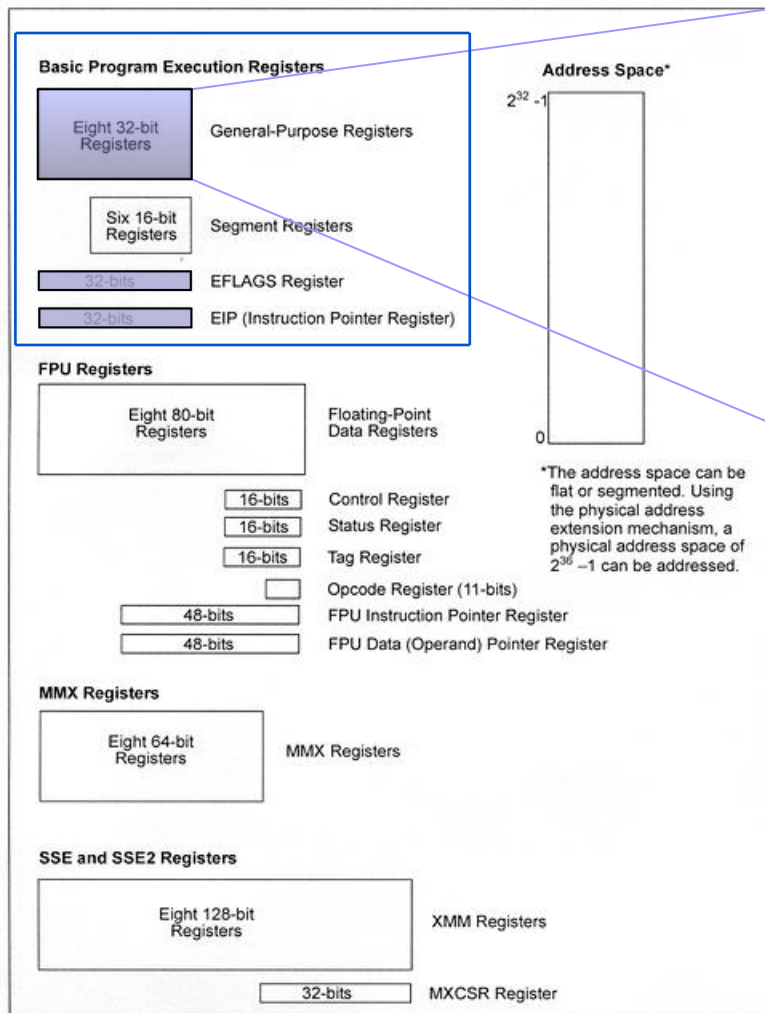 Basic Program Execution Registers
Eight 32-bit
Registers
General-Purpose Registers
Six 16-bit
Registers
Segment Registers
32-bits
EFLAGS Register
32-bits
EIP (Instruction Pointer Register)
Address Space*
2³² -1
0
*The address space can be
flat or segmented. Using
the physical address
extension mechanism, a
physical address space of
2³⁶ –1 can be addressed.
FPU Registers
Eight 80-bit
Registers
Floating-Point
Data Registers
16-bits
Control Register
16-bits
Status Register
16-bits
Tag Register
Opcode Register (11-bits)
48-bits
FPU Instruction Pointer Register
48-bits
FPU Data (Operand) Pointer Register
MMX Registers
Eight 64-bit
Registers
MMX Registers
SSE and SSE2 Registers
Eight 128-bit
Registers
XMM Registers
32-bits
MXCSR Register